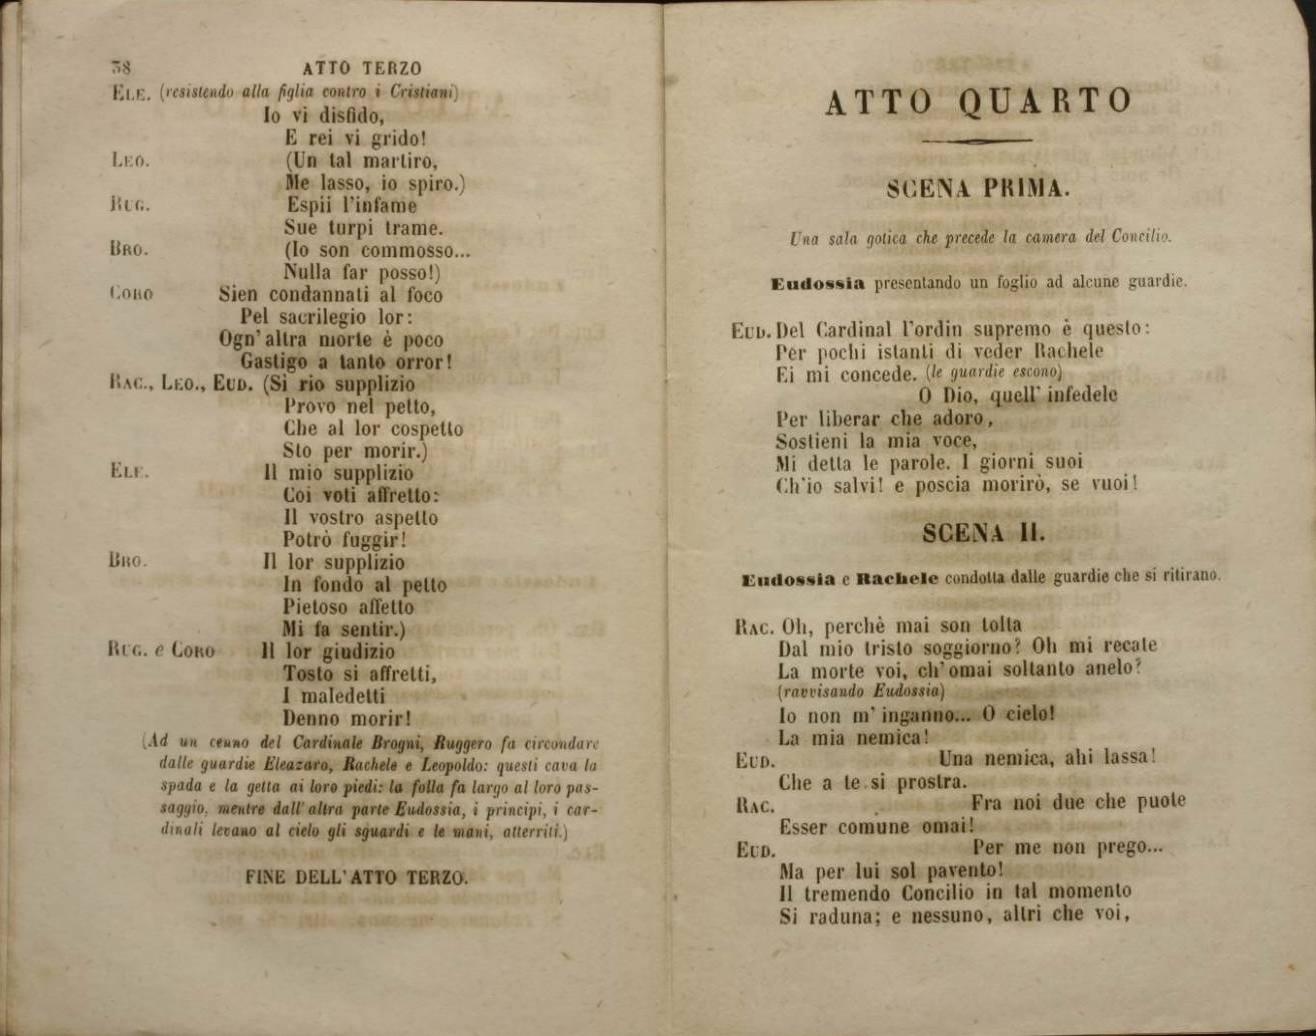 38 ATTO TERZO
ELE. (resistendo alla figlia contro i Cristiani)
Io vi disfido,
E rei vi grido!
LEO. (Un tal martiro,
Me lasso, io spiro.)
RUG. Espii l'infame
Sue turpi trame.
BRO. (Io son commosso...
Nulla far posso!)
CORO Sien condannati al foco
Pel sacrilegio lor:
Ogn'altra morte è poco
Gastigo a tanto orror!
RAC., LEO., EUD. (Si rio supplizio
Provo nel petto,
Che al lor cospetto
Sto per morir.)
ELE. Il mio supplizio
Coi voti affretto:
Il vostro aspetto
Potrò fuggir!
BRO. Il lor supplizio
In fondo al petto
Pietoso affetto
Mi fa sentir.)
RUG. e CORO Il lor giudizio
Tosto si affretti,
I maledetti
Denno morir!
(Ad un cenno del Cardinale Brogni, Ruggero fa circondare
dalle guardie Eleazaro, Rachele e Leopoldo: questi cava la
spada e la getta ai loro piedi: la folla fa largo al loro pas-
saggio, mentre dall'altra parte Eudossia, i principi, i car-
dinali levano al cielo gli sguardi e le mani, atterriti.)
FINE DELL'ATTO TERZO.
ATTO QUARTO
SCENA PRIMA.
Una sala gotica che precede la camera del Concilio.
Eudossia presentando un foglio ad alcune guardie.
EUD. Del Cardinal l'ordin supremo è questo:
Per pochi istanti di veder Rachele
Ei mi concede. (le guardie escono)
O Dio, quell'infedele
Per liberar che adoro,
Sostieni la mia voce,
Mi detta le parole. I giorni suoi
Ch'io salvi! e poscia morirò, se vuoi!
SCENA II.
Eudossia e Rachele condotta dalle guardie che si ritirano.
RAC. Oh, perchè mai son tolta
Dal mio tristo soggiorno? Oh mi recate
La morte voi, ch'omai soltanto anelo?
(ravvisando Eudossia)
Io non m'inganno... O cielo!
La mia nemica!
EUD. Una nemica, ahi lassa!
Che a te si prostra.
RAC. Fra noi due che puote
Esser comune omai!
EUD. Per me non prego...
Ma per lui sol pavento!
Il tremendo Concilio in tal momento
Si raduna; e nessuno, altri che voi,